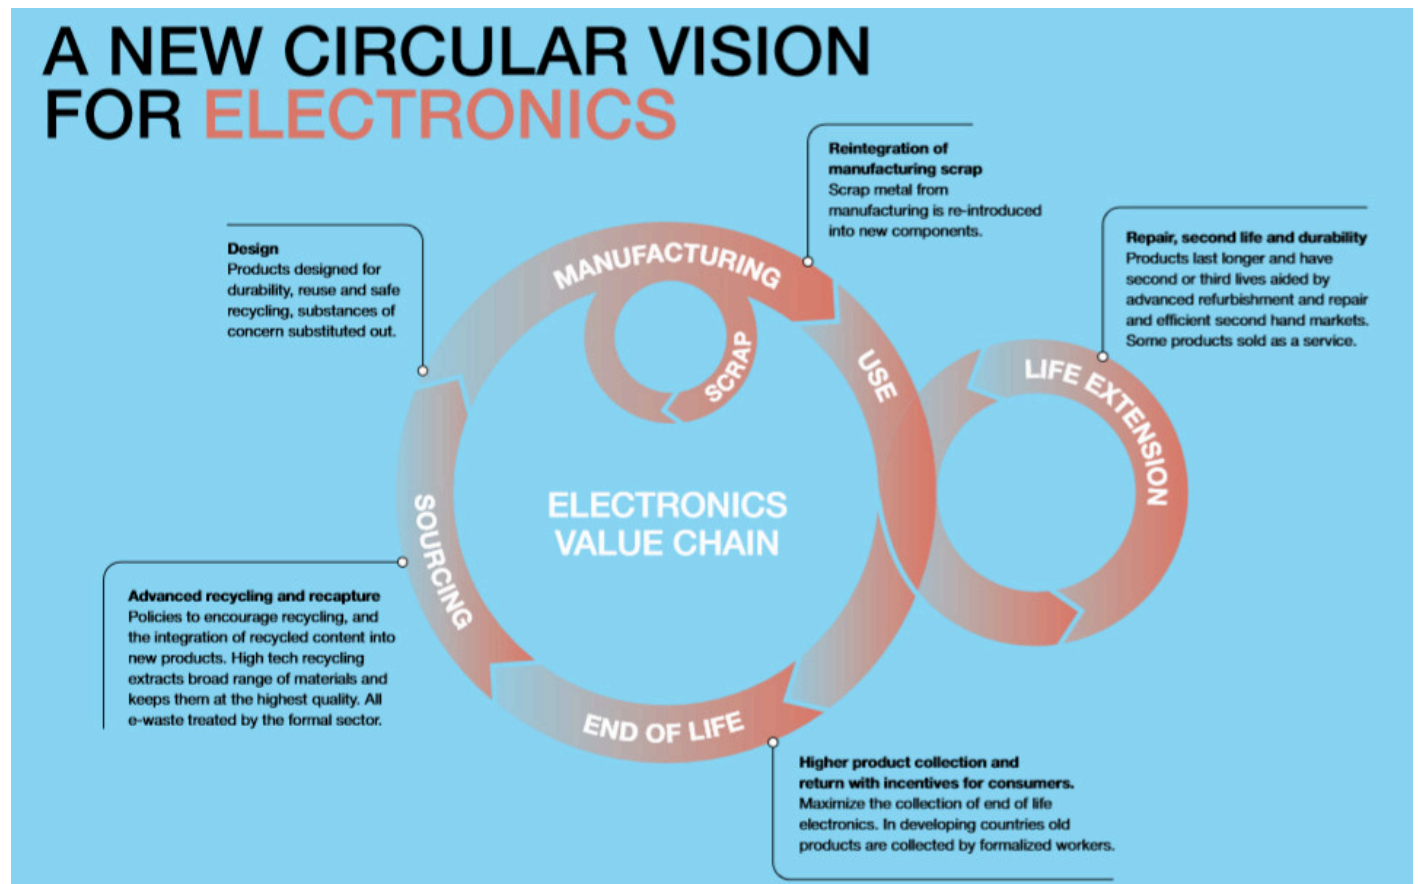 A NEW CIRCULAR VISION
FOR ELECTRONICS
Reintegration of
manufacturing scrap
Scrap metal from
manufacturing is re-introduced
into new components.
Repair, second life and durability
Products last longer and have
second or third lives aided by
advanced refurbishment and repair
and efficient second hand markets.
Some products sold as a service.
Design
Products designed for
durability, reuse and safe
recycling, substances of
concern substituted out.
MANUFACTURING
SCRAP
USE
LIFE EXTENSION
ELECTRONICS
VALUE CHAIN
SOURCING
END OF LIFE
Advanced recycling and recapture
Policies to encourage recycling, and
the integration of recycled content into
new products. High tech recycling
extracts broad range of materials and
keeps them at the highest quality. All
e-waste treated by the formal sector.
Higher product collection and
return with incentives for consumers.
Maximize the collection of end of life
electronics. In developing countries old
products are collected by formalized workers.